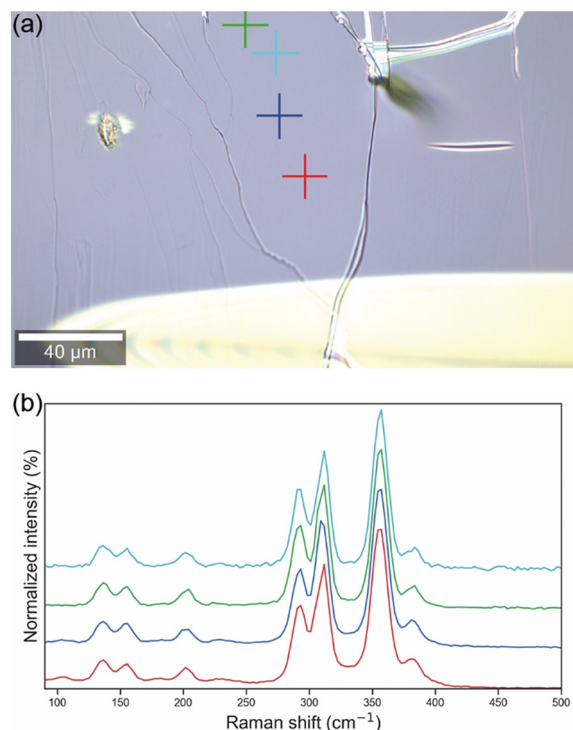 (a)
40 μm
(b)
Normalized intensity (%)
100 150 200 250 300 350 400 450 500
Raman shift (cm⁻¹)